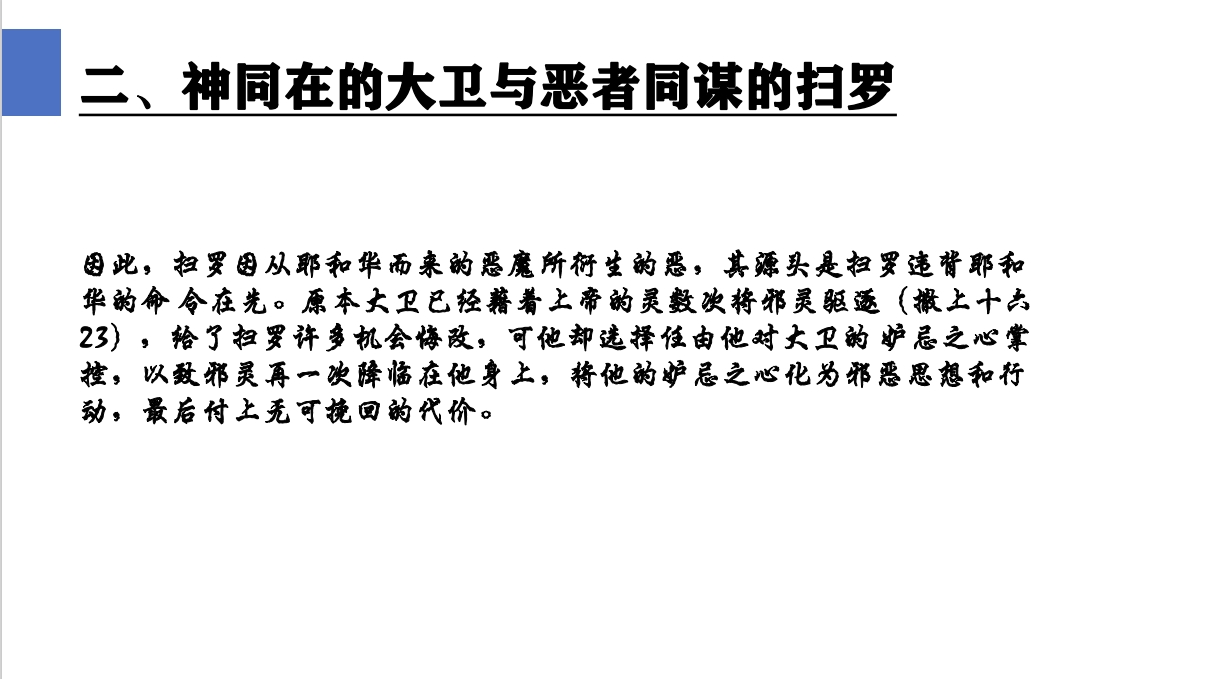 二、神同在的大卫与恶者同谋的扫罗
因此，扫罗因从耶和华而来的恶魔所衍生的恶，其源头是扫罗违背耶和
华的命令在先。原本大卫已经藉着上帝的灵数次将邪灵驱逐（撒上十六
23），给了扫罗许多机会悔改，可他却选择任由他对大卫的妒忌之心掌
控，以致邪灵再一次降临在他身上，将他的妒忌之心化为邪恶思想和行
动，最后付上无可挽回的代价。